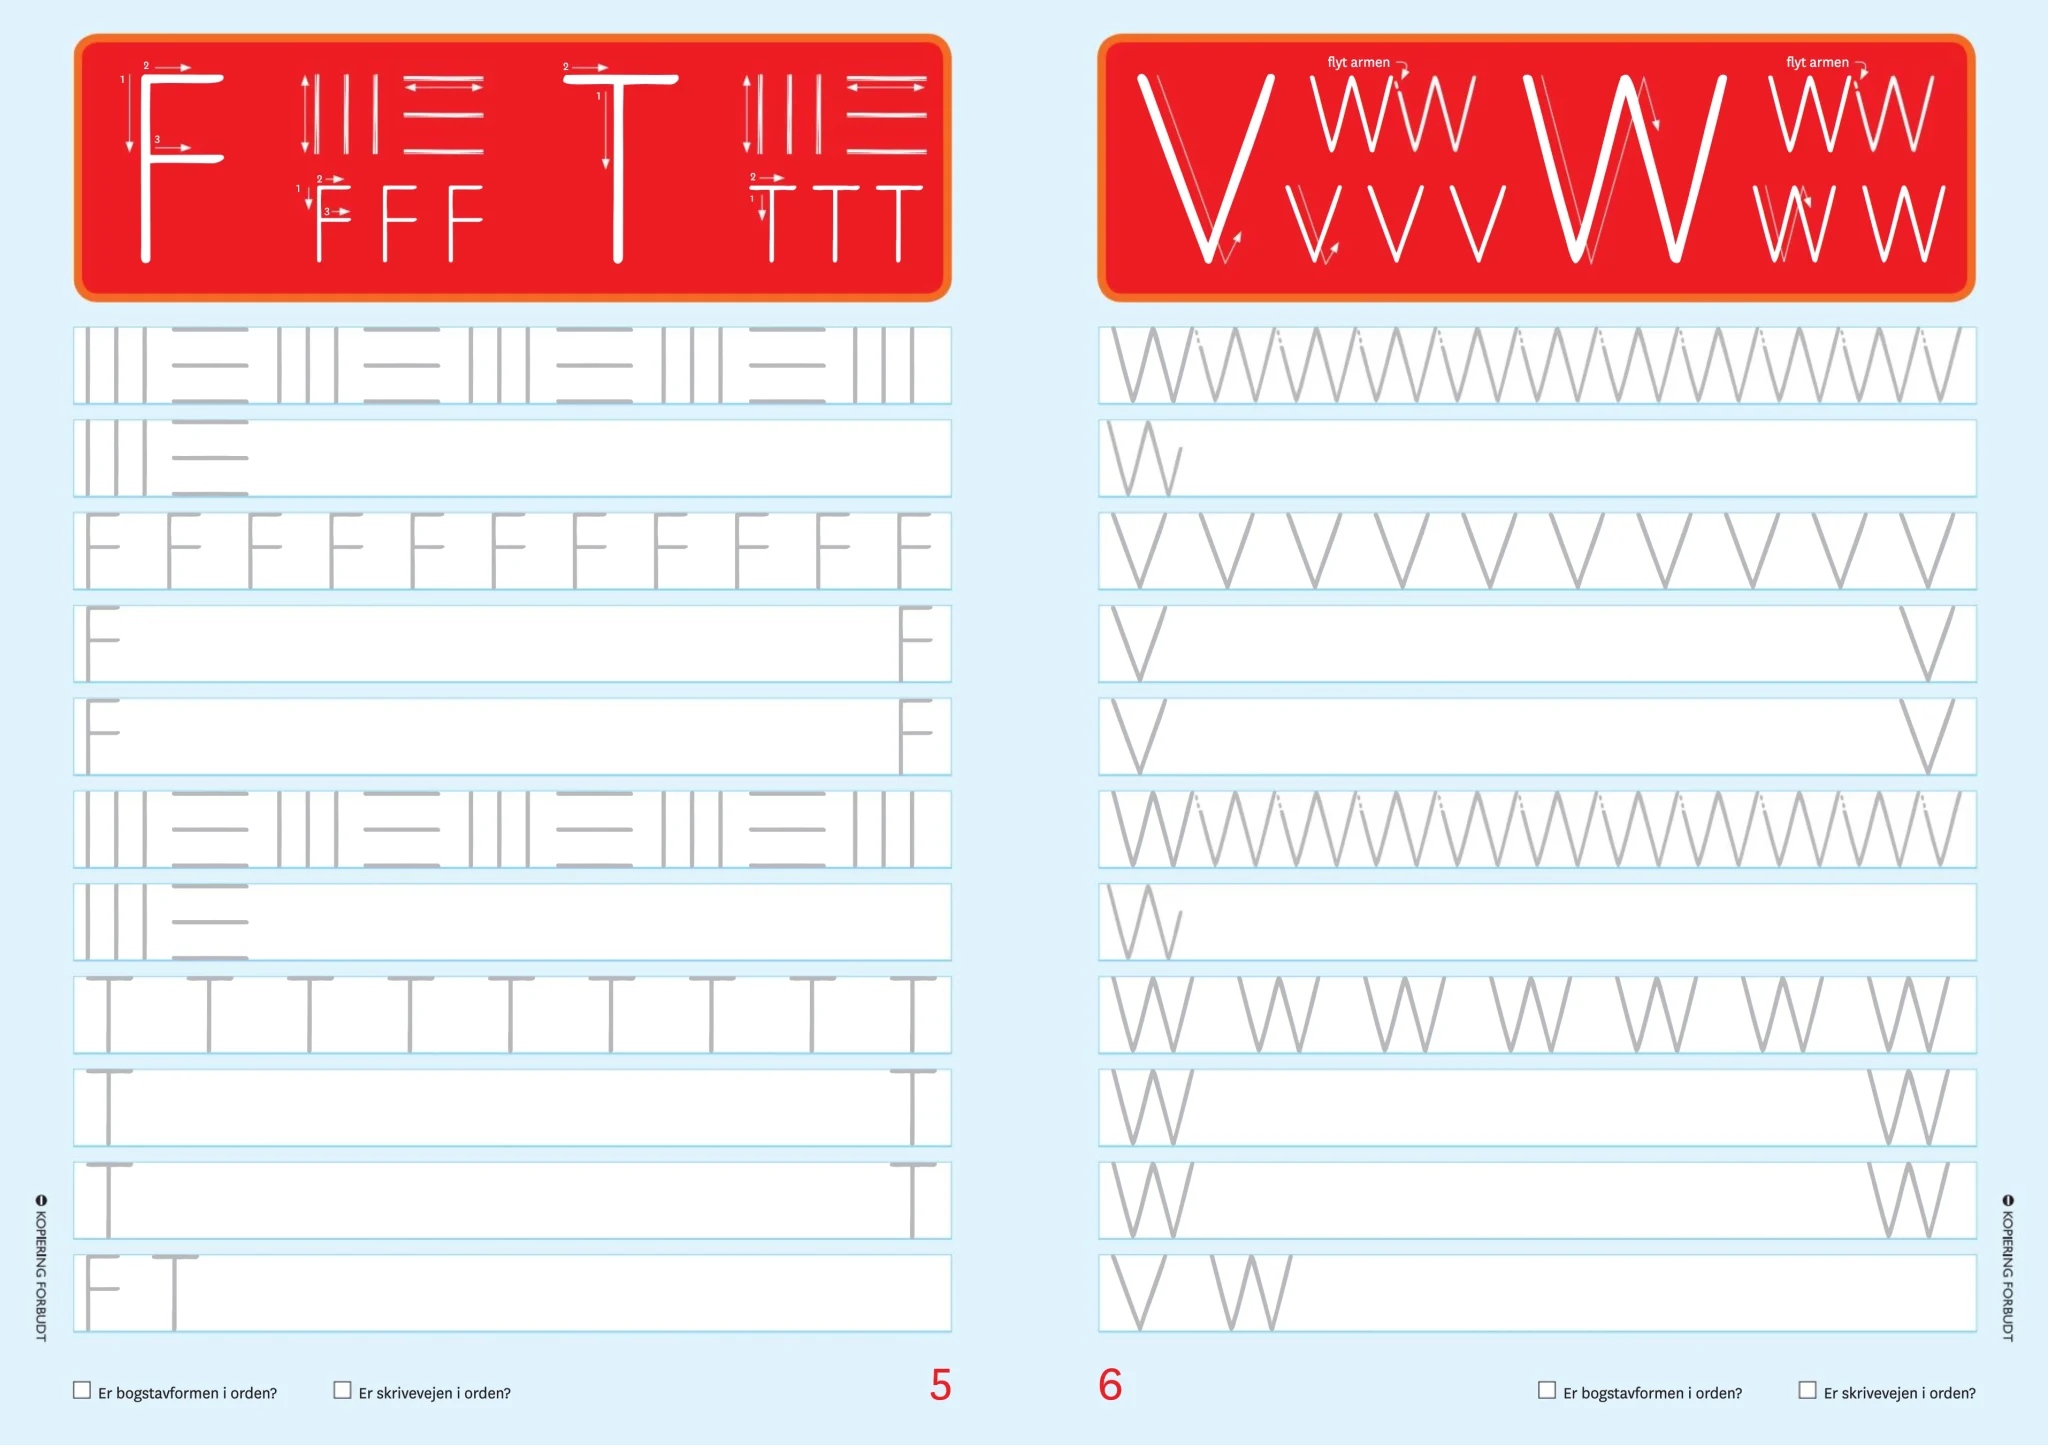 1 2 3 F
1 2 3 F F F
2 1 T
2 1 T T T
F F F F F F F F F F F
F F
F F
T T T T T T T T T
T T
T T
F T
KOPIERING FORBUDT
Er bogstavformen i orden? Er skrivevejen i orden? 5
V flyt armen W flyt armen
V V V W W
V V V V V V V V V V
V V
V V
W W W W W W W
W W
W W
V W
KOPIERING FORBUDT
6 Er bogstavformen i orden? Er skrivevejen i orden?